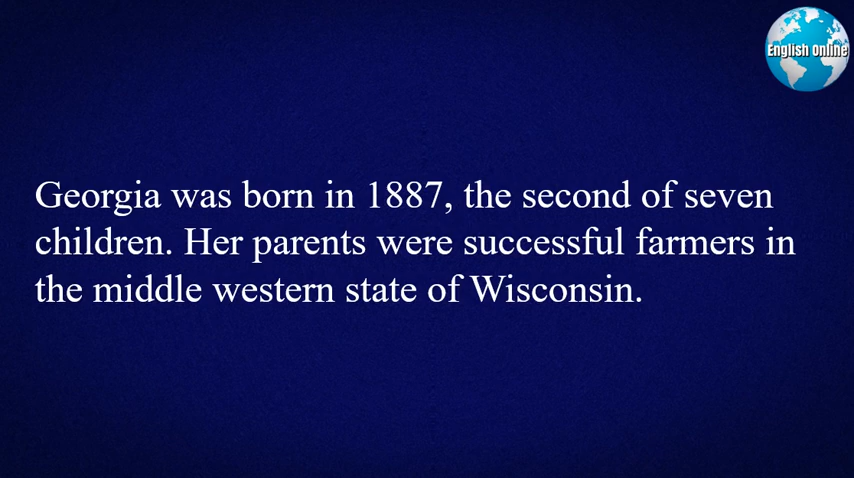 English Online
Georgia was born in 1887, the second of seven
children. Her parents were successful farmers in
the middle western state of Wisconsin.